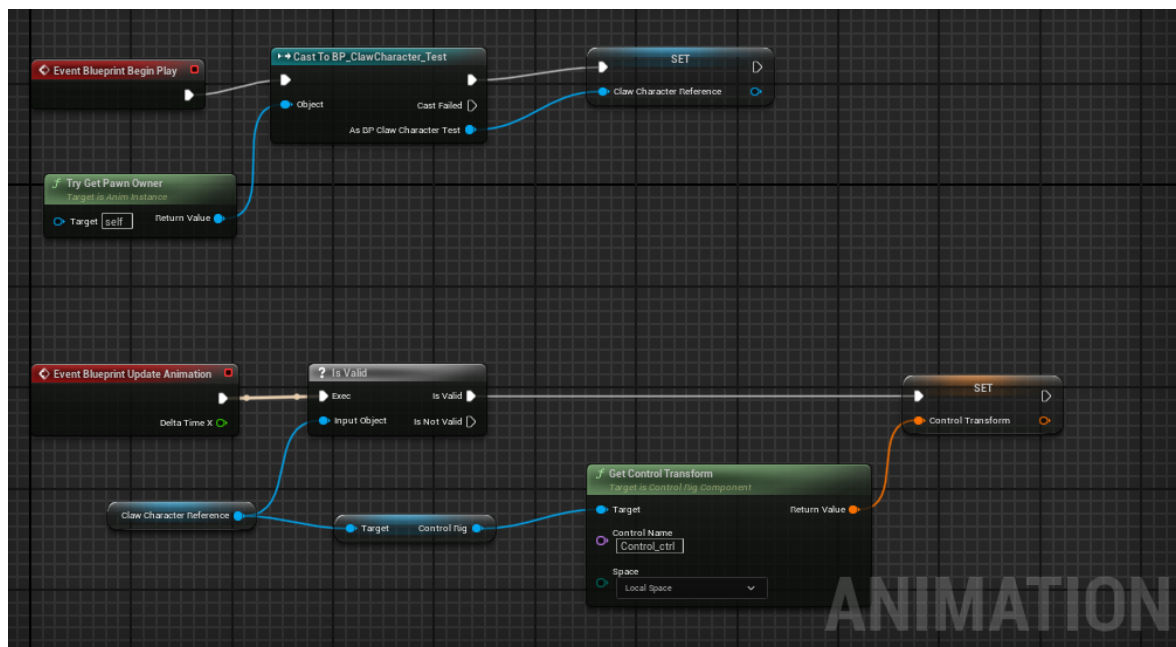 Cast To BP_ClawCharacter_Test
SET
Event Blueprint Begin Play
Object
Cast Failed
Claw Character Reference
As BP Claw Character Test
Try Get Pawn Owner
Target is Anim Instance
Target self
Return Value
Event Blueprint Update Animation
Delta Time X
? Is Valid
Exec
Is Valid
Input Object
Is Not Valid
SET
Control Transform
Claw Character Reference
Target
Control Rig
f Get Control Transform
Target is Control Rig Component
Target
Return Value
Control Name
Control_ctrl
Space
Local Space
ANIMATION